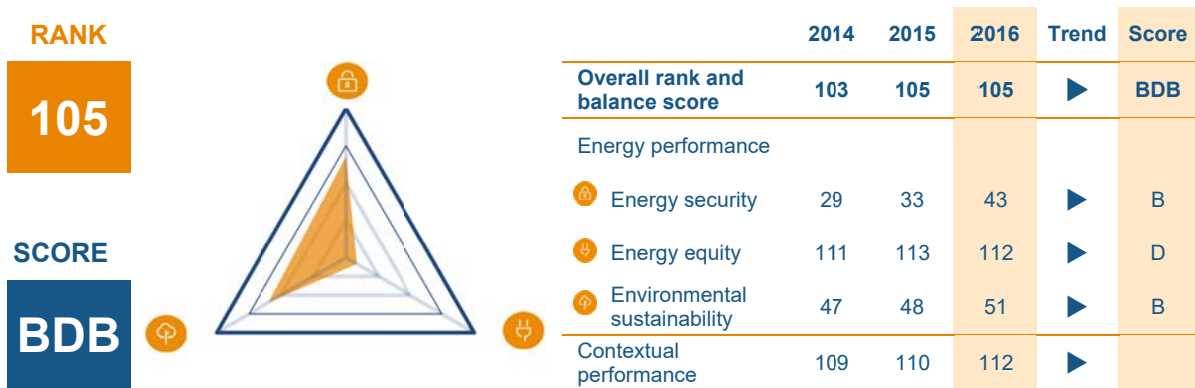 RANK
105
SCORE
BDB
2014 2015 2016 Trend Score
Overall rank and
balance score 103 105 105 BDB
Energy performance
Energy security 29 33 43 B
Energy equity 111 113 112 D
Environmental
sustainability 47 48 51 B
Contextual
performance 109 110 112